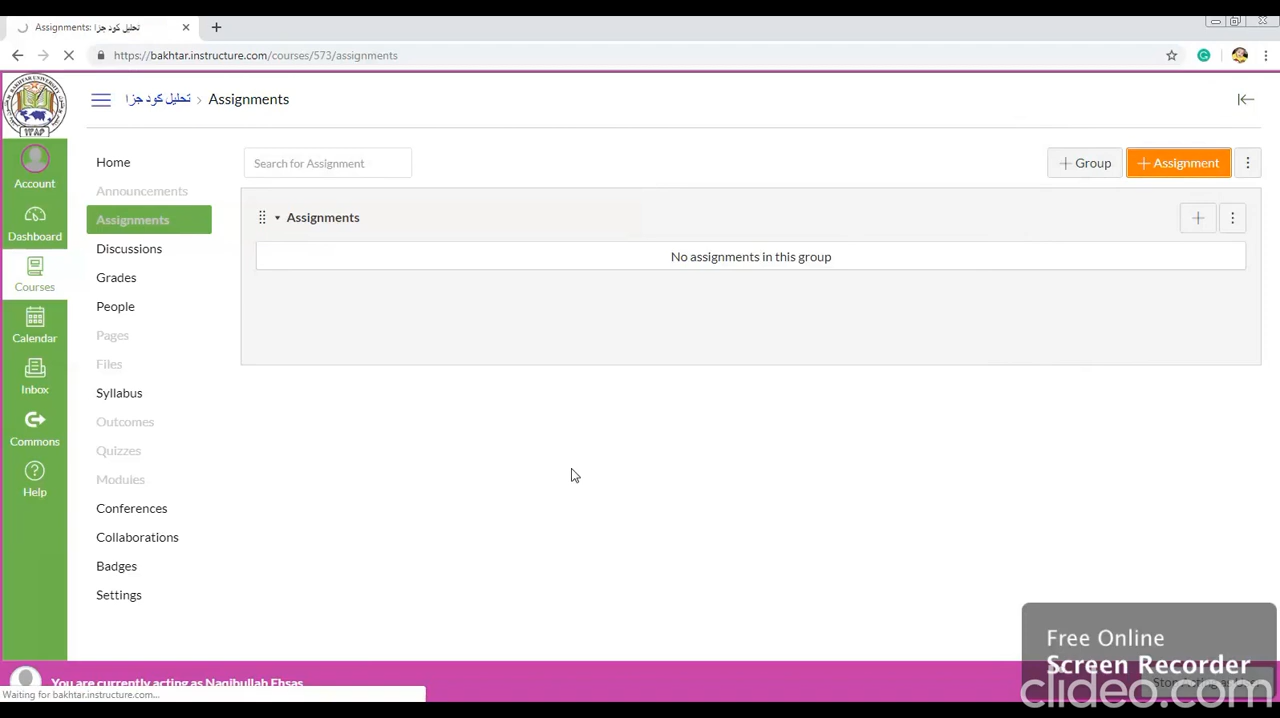 Assignments: تحلیل کود جزا
https://bakhtar.instructure.com/courses/573/assignments
تحلیل کود جزا > Assignments
Search for Assignment
+ Group
+ Assignment
Assignments
No assignments in this group
Account
Dashboard
Courses
Calendar
Inbox
Commons
Help
Home
Announcements
Assignments
Discussions
Grades
People
Pages
Files
Syllabus
Outcomes
Quizzes
Modules
Conferences
Collaborations
Badges
Settings
You are currently acting as Naqibullah Ehsas
Waiting for bakhtar.instructure.com...
Free Online
Screen Recorder
clideo.com